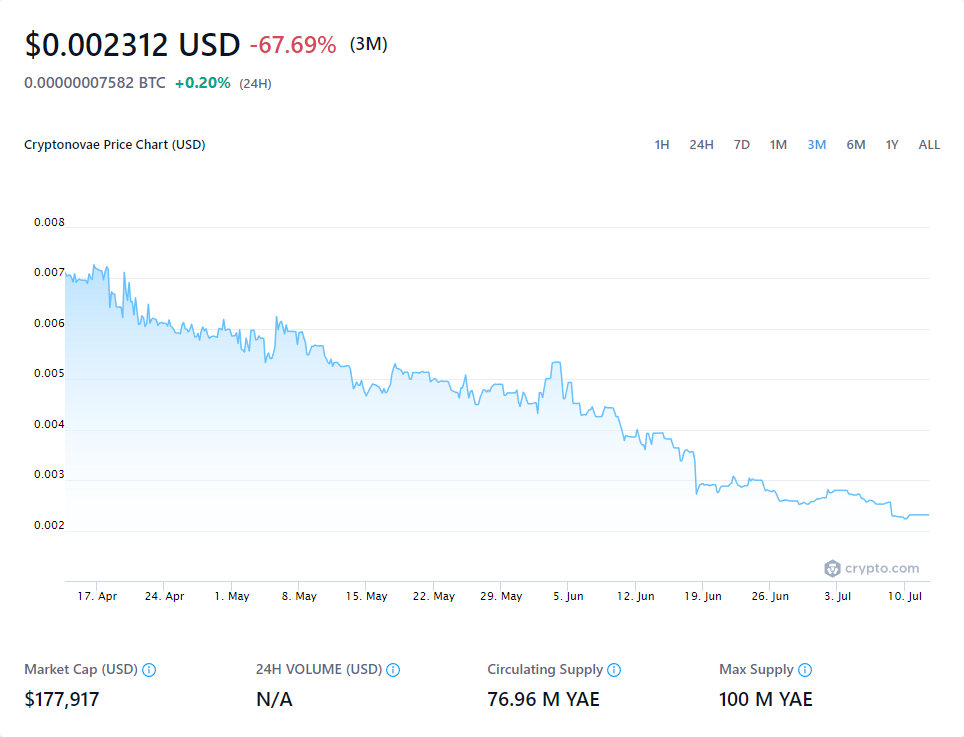 $0.002312 USD -67.69% (3M)
0.00000007582 BTC +0.20% (24H)
Cryptonovae Price Chart (USD)
1H 24H 7D 1M 3M 6M 1Y ALL
0.008
0.007
0.006
0.005
0.004
0.003
0.002
crypto.com
17. Apr 24. Apr 1. May 8. May 15. May 22. May 29. May 5. Jun 12. Jun 19. Jun 26. Jun 3. Jul 10. Jul
Market Cap (USD) 24H VOLUME (USD) Circulating Supply Max Supply
$177,917 N/A 76.96 M YAE 100 M YAE